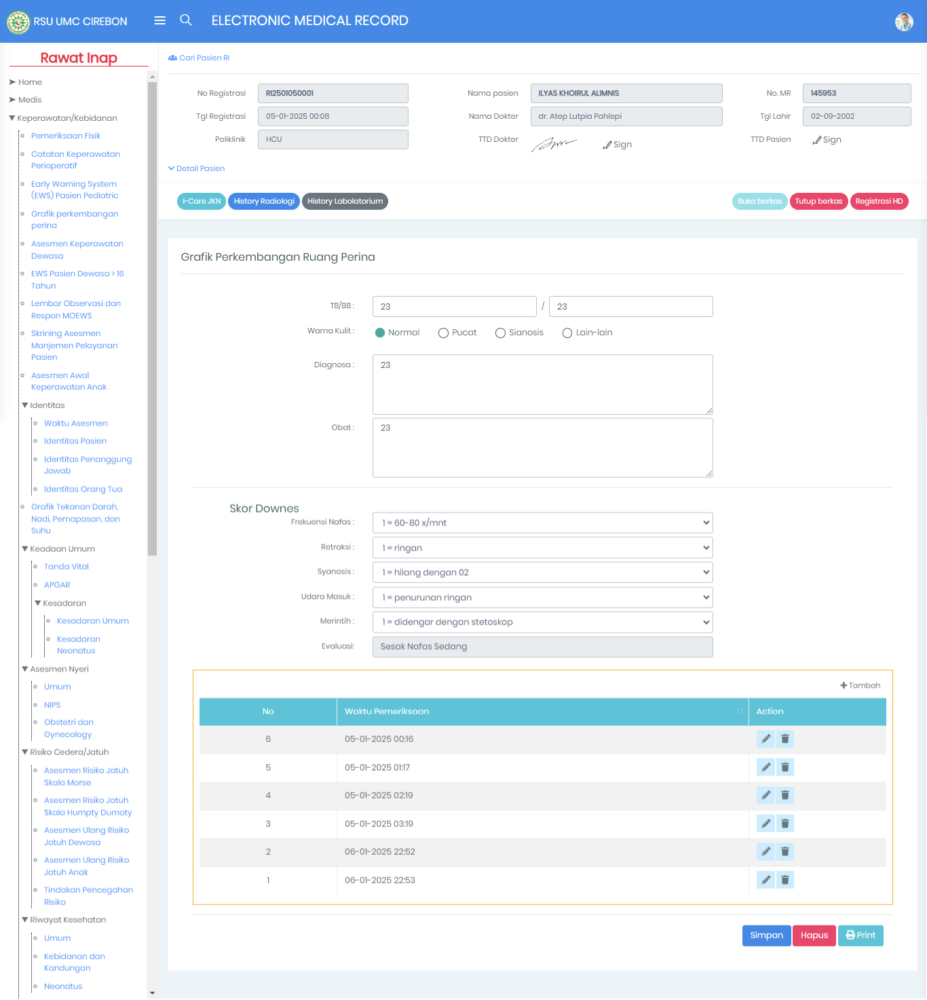 RSU UMC CIREBON
ELECTRONIC MEDICAL RECORD
Rawat Inap
Home
Medis
Keperawatan/Kebidanan
Pemeriksaan Fisik
Catatan Keperawatan
Perioperatif
Early Warning System
(EWS) Pasien Pediatric
Grafik perkembangan
perina
Asesmen Keperawatan
Dewasa
EWS Pasien Dewasa > 16
Tahun
Lembar Observasi dan
Respon MOEWS
Skrining Asesmen
Manjemen Pelayanan
Pasien
Asesmen Awal
Keperawatan Anak
Identitas
Waktu Asesmen
Identitas Pasien
Identitas Penanggung
Jawab
Identitas Orang Tua
Grafik Tekanan Darah,
Nadi, Pernapasan, dan
Suhu
Keadaan Umum
Tanda Vital
APGAR
Kesadaran
Kesadaran Umum
Kesadaran
Neonatus
Asesmen Nyeri
Umum
NIPS
Obstetri dan
Gynecology
Risiko Cedera/Jatuh
Asesmen Risiko Jatuh
Skala Morse
Asesmen Risiko Jatuh
Skala Humpty Dumoty
Asesmen Ulang Risiko
Jatuh Dewasa
Asesmen Ulang Risiko
Jatuh Anak
Tindakan Pencegahan
Risiko
Riwayat Kesehatan
Umum
Kebidanan dan
Kandungan
Neonatus
Cari Pasien RI
No Registrasi RI2501050001 Nama pasien ILYAS KHOIRUL ALIMNIS No. MR 145953
Tgl Registrasi 05-01-2025 00:08 Nama Dokter dr. Atep Lutpia Pahlepi Tgl Lahir 02-09-2002
Poliklinik HCU TTD Dokter Sign TTD Pasien Sign
Detail Pasien
I-Care JKN History Radiologi History Labolatorium Buka berkas Tutup berkas Registrasi HD
Grafik Perkembangan Ruang Perina
TB/BB : 23 / 23
Warna Kulit : Normal Pucat Sianosis Lain-lain
Diagnosa : 23
Obat : 23
Skor Downes
Frekuensi Nafas : 1 = 60-80 x/mnt
Retraksi : 1 = ringan
Syanosis : 1 = hilang dengan 02
Udara Masuk : 1 = penurunan ringan
Merintih : 1 = didengar dengan stetoskop
Evaluasi: Sesak Nafas Sedang
Tambah
No Waktu Pemeriksaan Action
6 05-01-2025 00:16
5 05-01-2025 01:17
4 05-01-2025 02:19
3 05-01-2025 03:19
2 06-01-2025 22:52
1 06-01-2025 22:53
Simpan Hapus Print